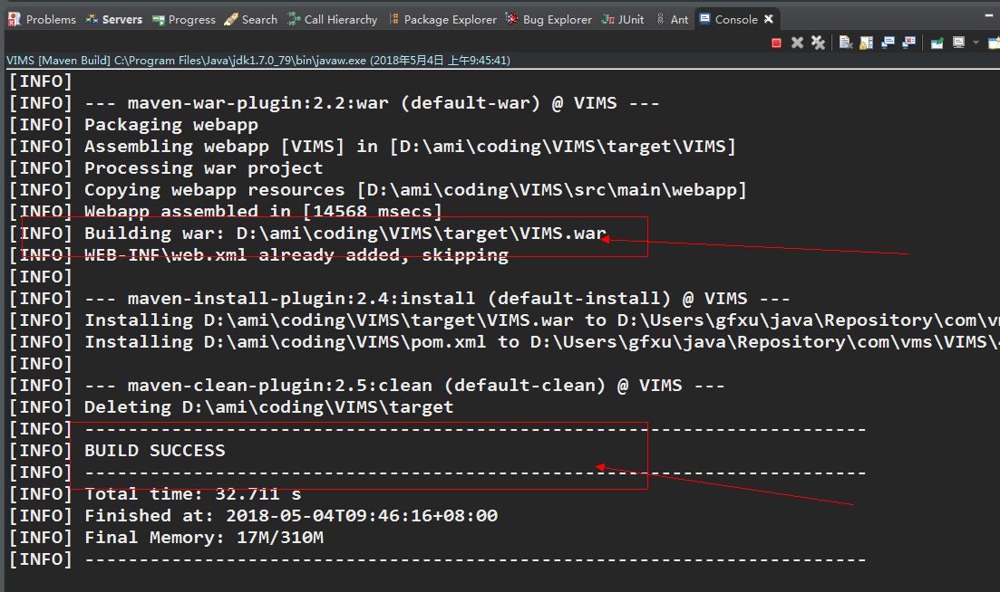 Problems Servers Progress Search Call Hierarchy Package Explorer Bug Explorer JUnit Ant Console
VIMS [Maven Build] C:\Program Files\Java\jdk1.7.0_79\bin\javaw.exe (2018年5月4日 上午9:45:41)
[INFO]
[INFO] --- maven-war-plugin:2.2:war (default-war) @ VIMS ---
[INFO] Packaging webapp
[INFO] Assembling webapp [VIMS] in [D:\ami\coding\VIMS\target\VIMS]
[INFO] Processing war project
[INFO] Copying webapp resources [D:\ami\coding\VIMS\src\main\webapp]
[INFO] Webapp assembled in [14568 msecs]
[INFO] Building war: D:\ami\coding\VIMS\target\VIMS.war
[INFO] WEB-INF\web.xml already added, skipping
[INFO]
[INFO] --- maven-install-plugin:2.4:install (default-install) @ VIMS ---
[INFO] Installing D:\ami\coding\VIMS\target\VIMS.war to D:\Users\gfxu\java\Repository\com\
[INFO] Installing D:\ami\coding\VIMS\pom.xml to D:\Users\gfxu\java\Repository\com\vms\VIMS\
[INFO]
[INFO] --- maven-clean-plugin:2.5:clean (default-clean) @ VIMS ---
[INFO] Deleting D:\ami\coding\VIMS\target
[INFO] ------------------------------------------------------------------------
[INFO] BUILD SUCCESS
[INFO] ------------------------------------------------------------------------
[INFO] Total time: 32.711 s
[INFO] Finished at: 2018-05-04T09:46:16+08:00
[INFO] Final Memory: 17M/310M
[INFO] ------------------------------------------------------------------------